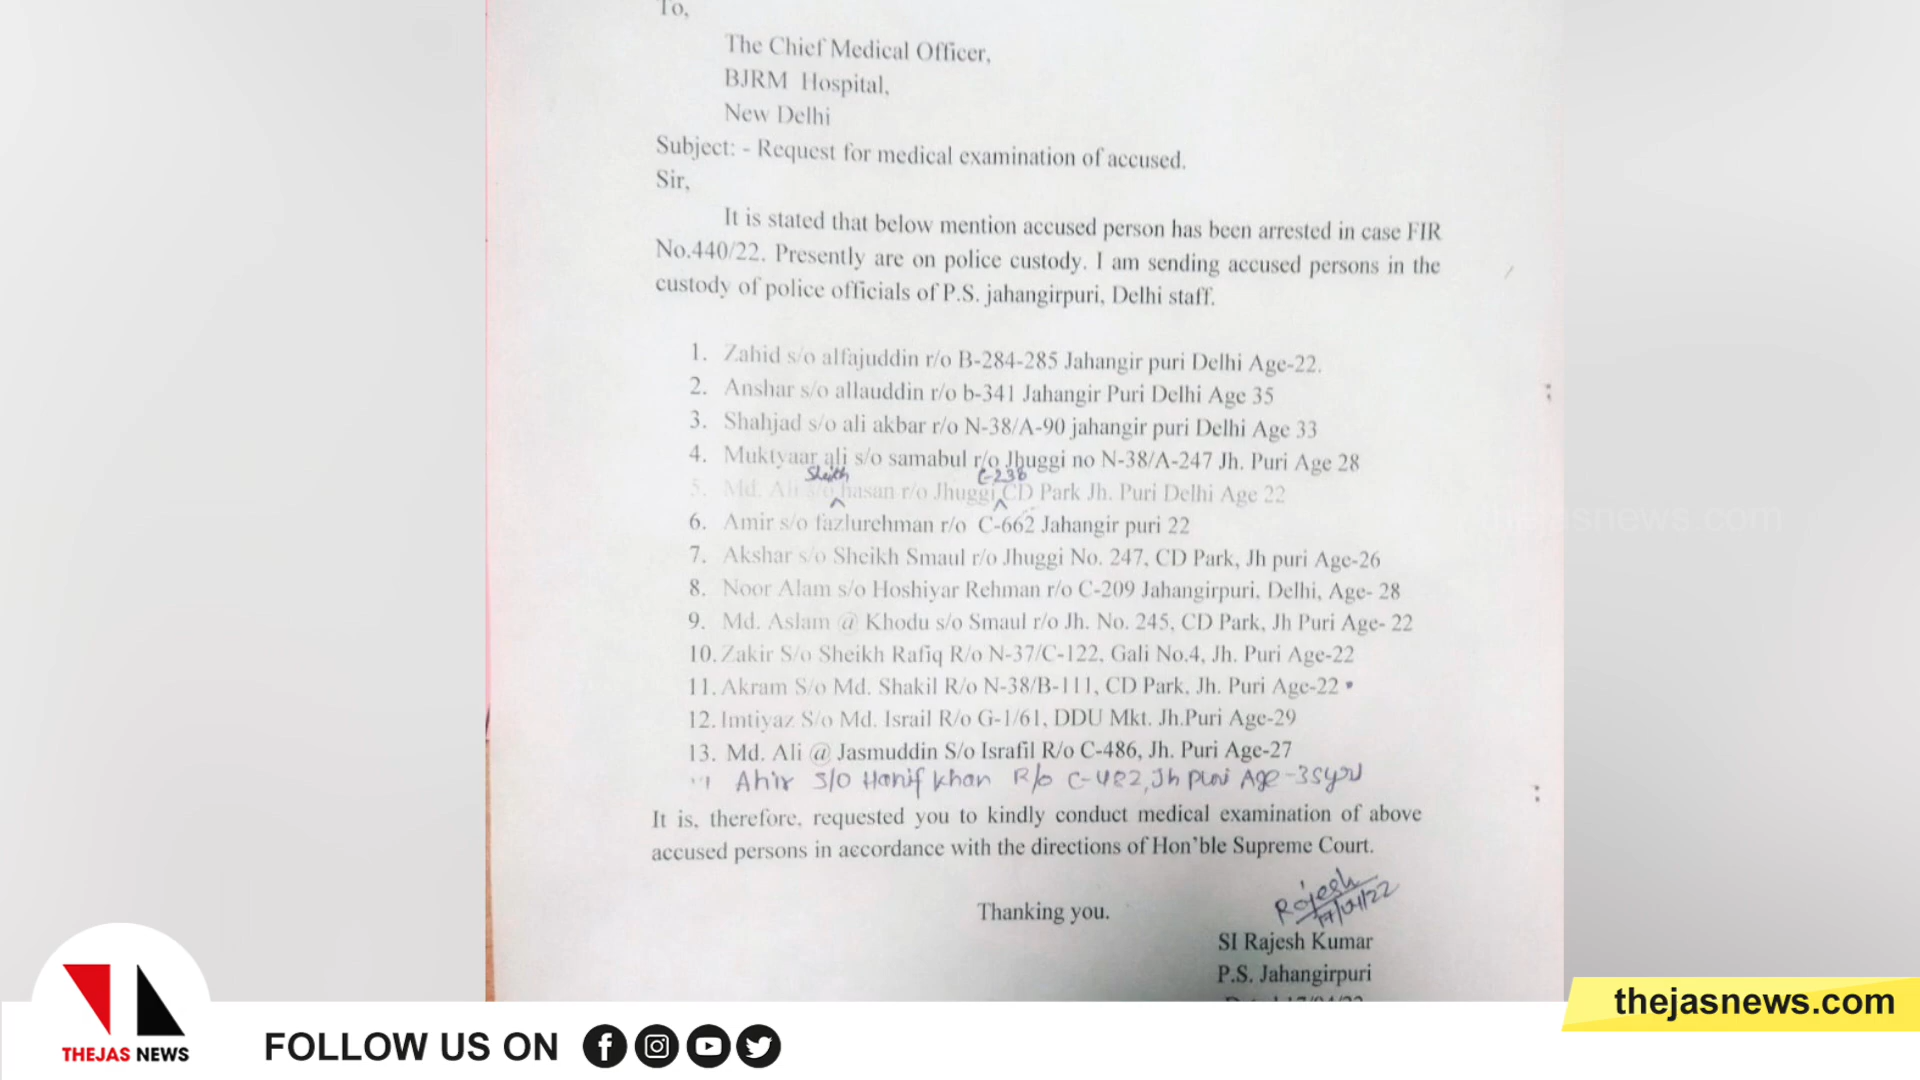 To,
The Chief Medical Officer,
BJRM Hospital,
New Delhi
Subject: - Request for medical examination of accused.
Sir,
It is stated that below mention accused person has been arrested in case FIR
No.440/22. Presently are on police custody. I am sending accused persons in the
custody of police officials of P.S. jahangirpuri, Delhi staff.
1. Zahid s/o alfajuddin r/o B-284-285 Jahangir puri Delhi Age-22.
2. Anshar s/o allauddin r/o b-341 Jahangir Puri Delhi Age 35
3. Shahjad s/o ali akbar r/o N-38/A-90 jahangir puri Delhi Age 33
4. Muktyaar ali s/o samabul r/o Jhuggi no N-38/A-247 Jh. Puri Age 28
Sheikh C-238
5. Md. Ali s/o hasan r/o Jhuggi CD Park Jh. Puri Delhi Age 22
6. Amir s/o fazlurehman r/o C-662 Jahangir puri 22
7. Akshar s/o Sheikh Smaul r/o Jhuggi No. 247, CD Park, Jh puri Age-26
8. Noor Alam s/o Hoshiyar Rehman r/o C-209 Jahangirpuri, Delhi, Age- 28
9. Md. Aslam @ Khodu s/o Smaul r/o Jh. No. 245, CD Park, Jh Puri Age- 22
10. Zakir S/o Sheikh Rafiq R/o N-37/C-122, Gali No.4, Jh. Puri Age-22
11. Akram S/o Md. Shakil R/o N-38/B-111, CD Park, Jh. Puri Age-22
12. Imtiyaz S/o Md. Israil R/o G-1/61, DDU Mkt. Jh.Puri Age-29
13. Md. Ali @ Jasmuddin S/o Israfil R/o C-486, Jh. Puri Age-27
Ahir S/o Hanif khan R/o C-482, Jh puri Age -35
It is, therefore, requested you to kindly conduct medical examination of above
accused persons in accordance with the directions of Hon'ble Supreme Court.
Thanking you.
Rajesh
17/04/22
SI Rajesh Kumar
P.S. Jahangirpuri
thejasnews.com
THEJAS NEWS
FOLLOW US ON
thejasnews.com